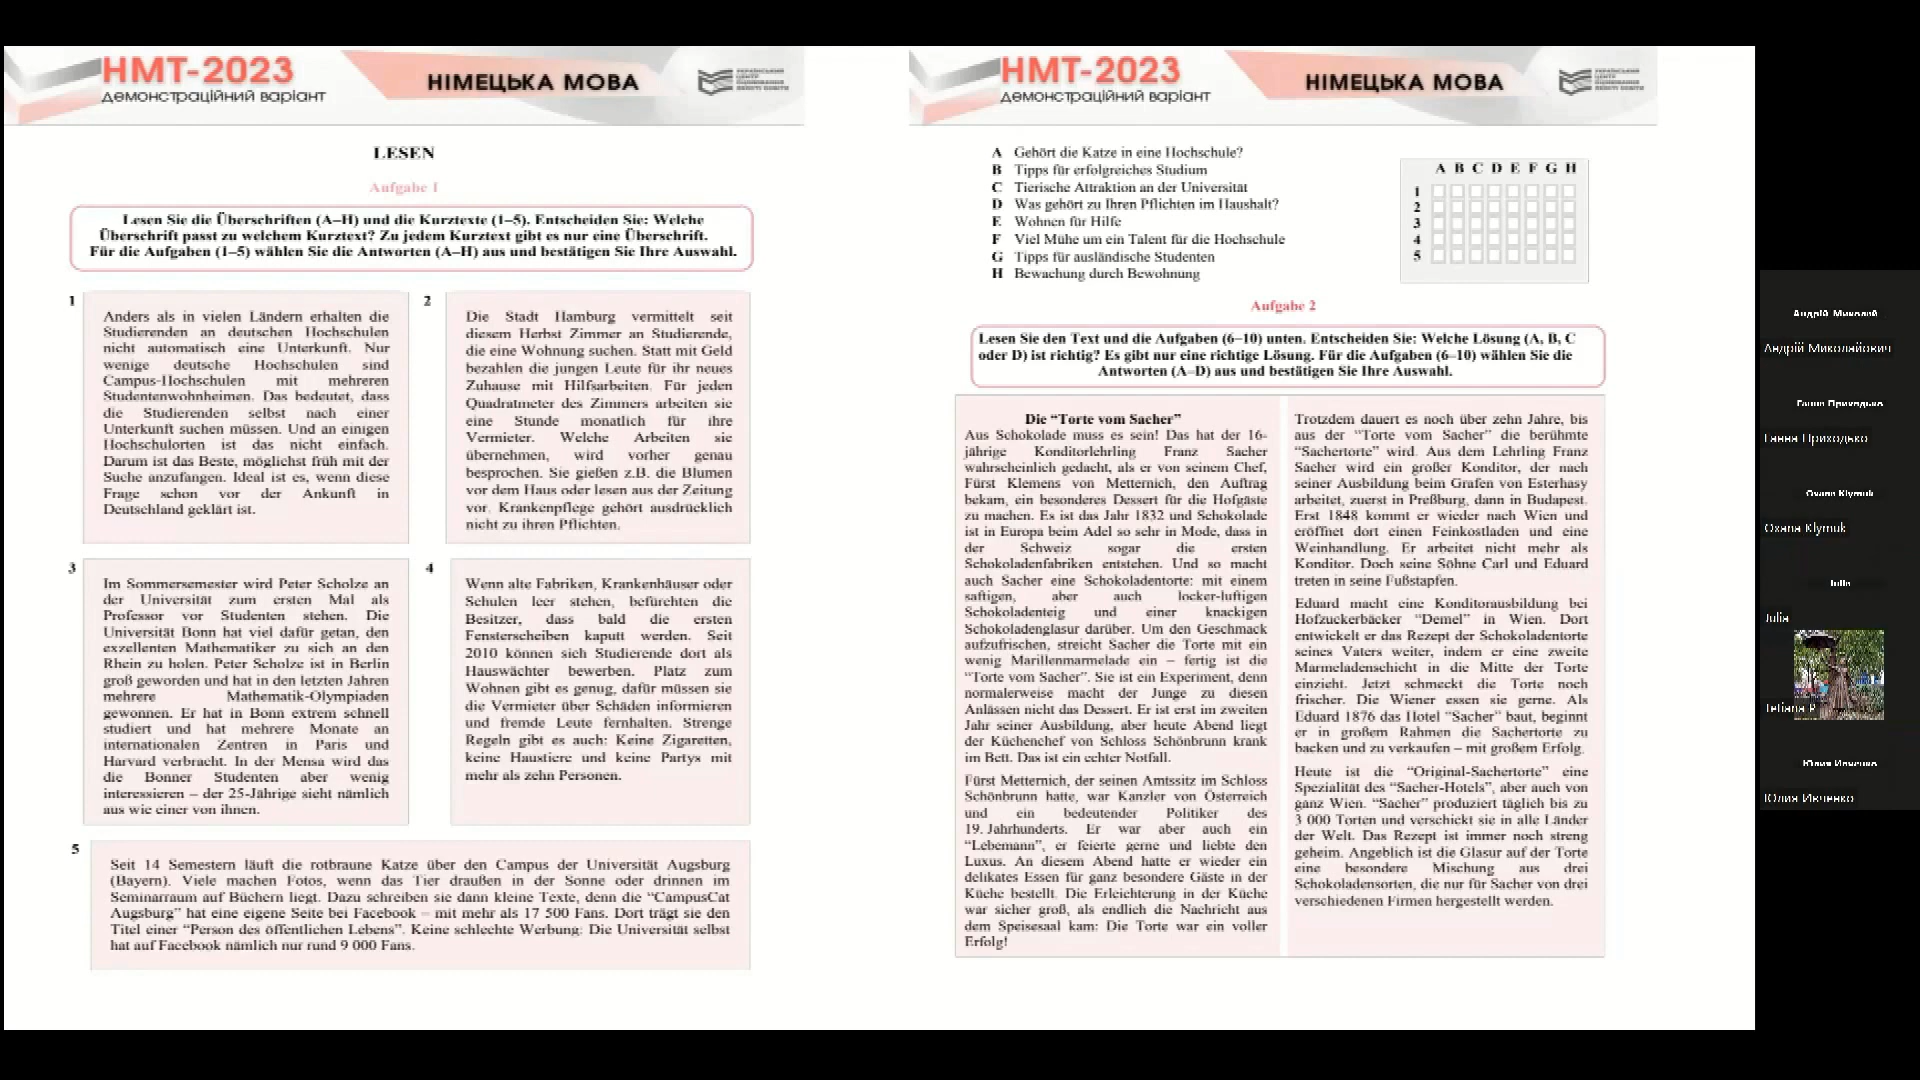 НМТ-2023
демонстраційний варіант
НІМЕЦЬКА МОВА
УКРАЇНСЬКИЙ
ЦЕНТР
ОЦІНЮВАННЯ
ЯКОСТІ ОСВІТИ
LESEN
Aufgabe 1
Lesen Sie die Überschriften (A–H) und die Kurztexte (1–5). Entscheiden Sie: Welche
Überschrift passt zu welchem Kurztext? Zu jedem Kurztext gibt es nur eine Überschrift.
Für die Aufgaben (1–5) wählen Sie die Antworten (A–H) aus und bestätigen Sie Ihre Auswahl.
1
Anders als in vielen Ländern erhalten die
Studierenden an deutschen Hochschulen
nicht automatisch eine Unterkunft. Nur
wenige deutsche Hochschulen sind
Campus-Hochschulen mit mehreren
Studentenwohnheimen. Das bedeutet, dass
die Studierenden selbst nach einer
Unterkunft suchen müssen. Und an einigen
Hochschulorten ist das nicht einfach.
Darum ist das Beste, möglichst früh mit der
Suche anzufangen. Ideal ist es, wenn diese
Frage schon vor der Ankunft in
Deutschland geklärt ist.
2
Die Stadt Hamburg vermittelt seit
diesem Herbst Zimmer an Studierende,
die eine Wohnung suchen. Statt mit Geld
bezahlen die jungen Leute für ihr neues
Zuhause mit Hilfsarbeiten. Für jeden
Quadratmeter des Zimmers arbeiten sie
eine Stunde monatlich für ihre
Vermieter. Welche Arbeiten sie
übernehmen, wird vorher genau
besprochen. Sie gießen z.B. die Blumen
vor dem Haus oder lesen aus der Zeitung
vor. Krankenpflege gehört ausdrücklich
nicht zu ihren Pflichten.
3
Im Sommersemester wird Peter Scholze an
der Universität zum ersten Mal als
Professor vor Studenten stehen. Die
Universität Bonn hat viel dafür getan, den
exzellenten Mathematiker zu sich an den
Rhein zu holen. Peter Scholze ist in Berlin
groß geworden und hat in den letzten Jahren
mehrere Mathematik-Olympiaden
gewonnen. Er hat in Bonn extrem schnell
studiert und hat mehrere Monate an
internationalen Zentren in Paris und
Harvard verbracht. In der Mensa wird das
die Bonner Studenten aber wenig
interessieren – der 25-Jährige sieht nämlich
aus wie einer von ihnen.
4
Wenn alte Fabriken, Krankenhäuser oder
Schulen leer stehen, befürchten die
Besitzer, dass bald die ersten
Fensterscheiben kaputt werden. Seit
2010 können sich Studierende dort als
Hauswächter bewerben. Platz zum
Wohnen gibt es genug, dafür müssen sie
die Vermieter über Schäden informieren
und fremde Leute fernhalten. Strenge
Regeln gibt es auch: Keine Zigaretten,
keine Haustiere und keine Partys mit
mehr als zehn Personen.
5
Seit 14 Semestern läuft die rotbraune Katze über den Campus der Universität Augsburg
(Bayern). Viele machen Fotos, wenn das Tier draußen in der Sonne oder drinnen im
Seminarraum auf Büchern liegt. Dazu schreiben sie dann kleine Texte, denn die “CampusCat
Augsburg” hat eine eigene Seite bei Facebook – mit mehr als 17 500 Fans. Dort trägt sie den
Titel einer “Person des öffentlichen Lebens”. Keine schlechte Werbung: Die Universität selbst
hat auf Facebook nämlich nur rund 9 000 Fans.
НМТ-2023
демонстраційний варіант
НІМЕЦЬКА МОВА
УКРАЇНСЬКИЙ
ЦЕНТР
ОЦІНЮВАННЯ
ЯКОСТІ ОСВІТИ
A Gehört die Katze in eine Hochschule?
B Tipps für erfolgreiches Studium
C Tierische Attraktion an der Universität
D Was gehört zu Ihren Pflichten im Haushalt?
E Wohnen für Hilfe
F Viel Mühe um ein Talent für die Hochschule
G Tipps für ausländische Studenten
H Bewachung durch Bewohnung
A B C D E F G H
1
2
3
4
5
Aufgabe 2
Lesen Sie den Text und die Aufgaben (6–10) unten. Entscheiden Sie: Welche Lösung (A, B, C
oder D) ist richtig? Es gibt nur eine richtige Lösung. Für die Aufgaben (6–10) wählen Sie die
Antworten (A–D) aus und bestätigen Sie Ihre Auswahl.
Die “Torte vom Sacher”
Aus Schokolade muss es sein! Das hat der 16-
jährige Konditorlehrling Franz Sacher
wahrscheinlich gedacht, als er von seinem Chef,
Fürst Klemens von Metternich, den Auftrag
bekam, ein besonderes Dessert für die Hofgäste
zu machen. Es ist das Jahr 1832 und Schokolade
ist in Europa beim Adel so sehr in Mode, dass in
der Schweiz sogar die ersten
Schokoladenfabriken entstehen. Und so macht
auch Sacher eine Schokoladentorte: mit einem
saftigen, aber auch locker-luftigen
Schokoladenteig und einer knackigen
Schokoladenglasur darüber. Um den Geschmack
aufzufrischen, streicht Sacher die Torte mit ein
wenig Marillenmarmelade ein – fertig ist die
“Torte vom Sacher”. Sie ist ein Experiment, denn
normalerweise macht der Junge zu diesen
Anlässen nicht das Dessert. Er ist erst im zweiten
Jahr seiner Ausbildung, aber heute Abend liegt
der Küchenchef von Schloss Schönbrunn krank
im Bett. Das ist ein echter Notfall.
Fürst Metternich, der seinen Amtssitz im Schloss
Schönbrunn hatte, war Kanzler von Österreich
und ein bedeutender Politiker des
19. Jahrhunderts. Er war aber auch ein
“Lebemann”, er feierte gerne und liebte den
Luxus. An diesem Abend hatte er wieder ein
delikates Essen für ganz besondere Gäste in der
Küche bestellt. Die Erleichterung in der Küche
war sicher groß, als endlich die Nachricht aus
dem Speisesaal kam: Die Torte war ein voller
Erfolg!
Trotzdem dauert es noch über zehn Jahre, bis
aus der “Torte vom Sacher” die berühmte
“Sachertorte” wird. Aus dem Lehrling Franz
Sacher wird ein großer Konditor, der nach
seiner Ausbildung beim Grafen von Esterhasy
arbeitet, zuerst in Preßburg, dann in Budapest.
Erst 1848 kommt er wieder nach Wien und
eröffnet dort einen Feinkostladen und eine
Weinhandlung. Er arbeitet nicht mehr als
Konditor. Doch seine Söhne Carl und Eduard
treten in seine Fußstapfen.
Eduard macht eine Konditorausbildung bei
Hofzuckerbäcker “Demel” in Wien. Dort
entwickelt er das Rezept der Schokoladentorte
seines Vaters weiter, indem er eine zweite
Marmeladenschicht in die Mitte der Torte
einzieht. Jetzt schmeckt die Torte noch
frischer. Die Wiener essen sie gerne. Als
Eduard 1876 das Hotel “Sacher” baut, beginnt
er in großem Rahmen die Sachertorte zu
backen und zu verkaufen – mit großem Erfolg.
Heute ist die “Original-Sachertorte” eine
Spezialität des “Sacher-Hotels”, aber auch von
ganz Wien. “Sacher” produziert täglich bis zu
3 000 Torten und verschickt sie in alle Länder
der Welt. Das Rezept ist immer noch streng
geheim. Angeblich ist die Glasur auf der Torte
eine besondere Mischung aus drei
Schokoladensorten, die nur für Sacher von drei
verschiedenen Firmen hergestellt werden.
Андрій Миколай
Андрій Миколайович
Ганна Приходько
Ганна Приходько
Oxana Klymuk
Oxana Klymuk
Julia
Julia
Tetiana P
Юлия Ивченко
Юлия Ивченко